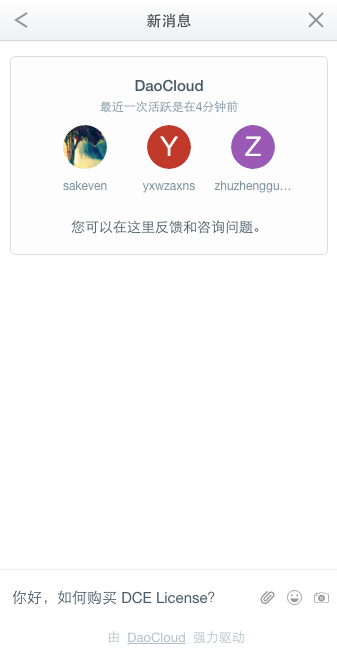 新消息
DaoCloud
最近一次活跃是在4分钟前
Y
Z
sakeven
yxwzaxns
zhuzhenggu...
您可以在这里反馈和咨询问题。
你好，如何购买 DCE License?
由 DaoCloud 强力驱动